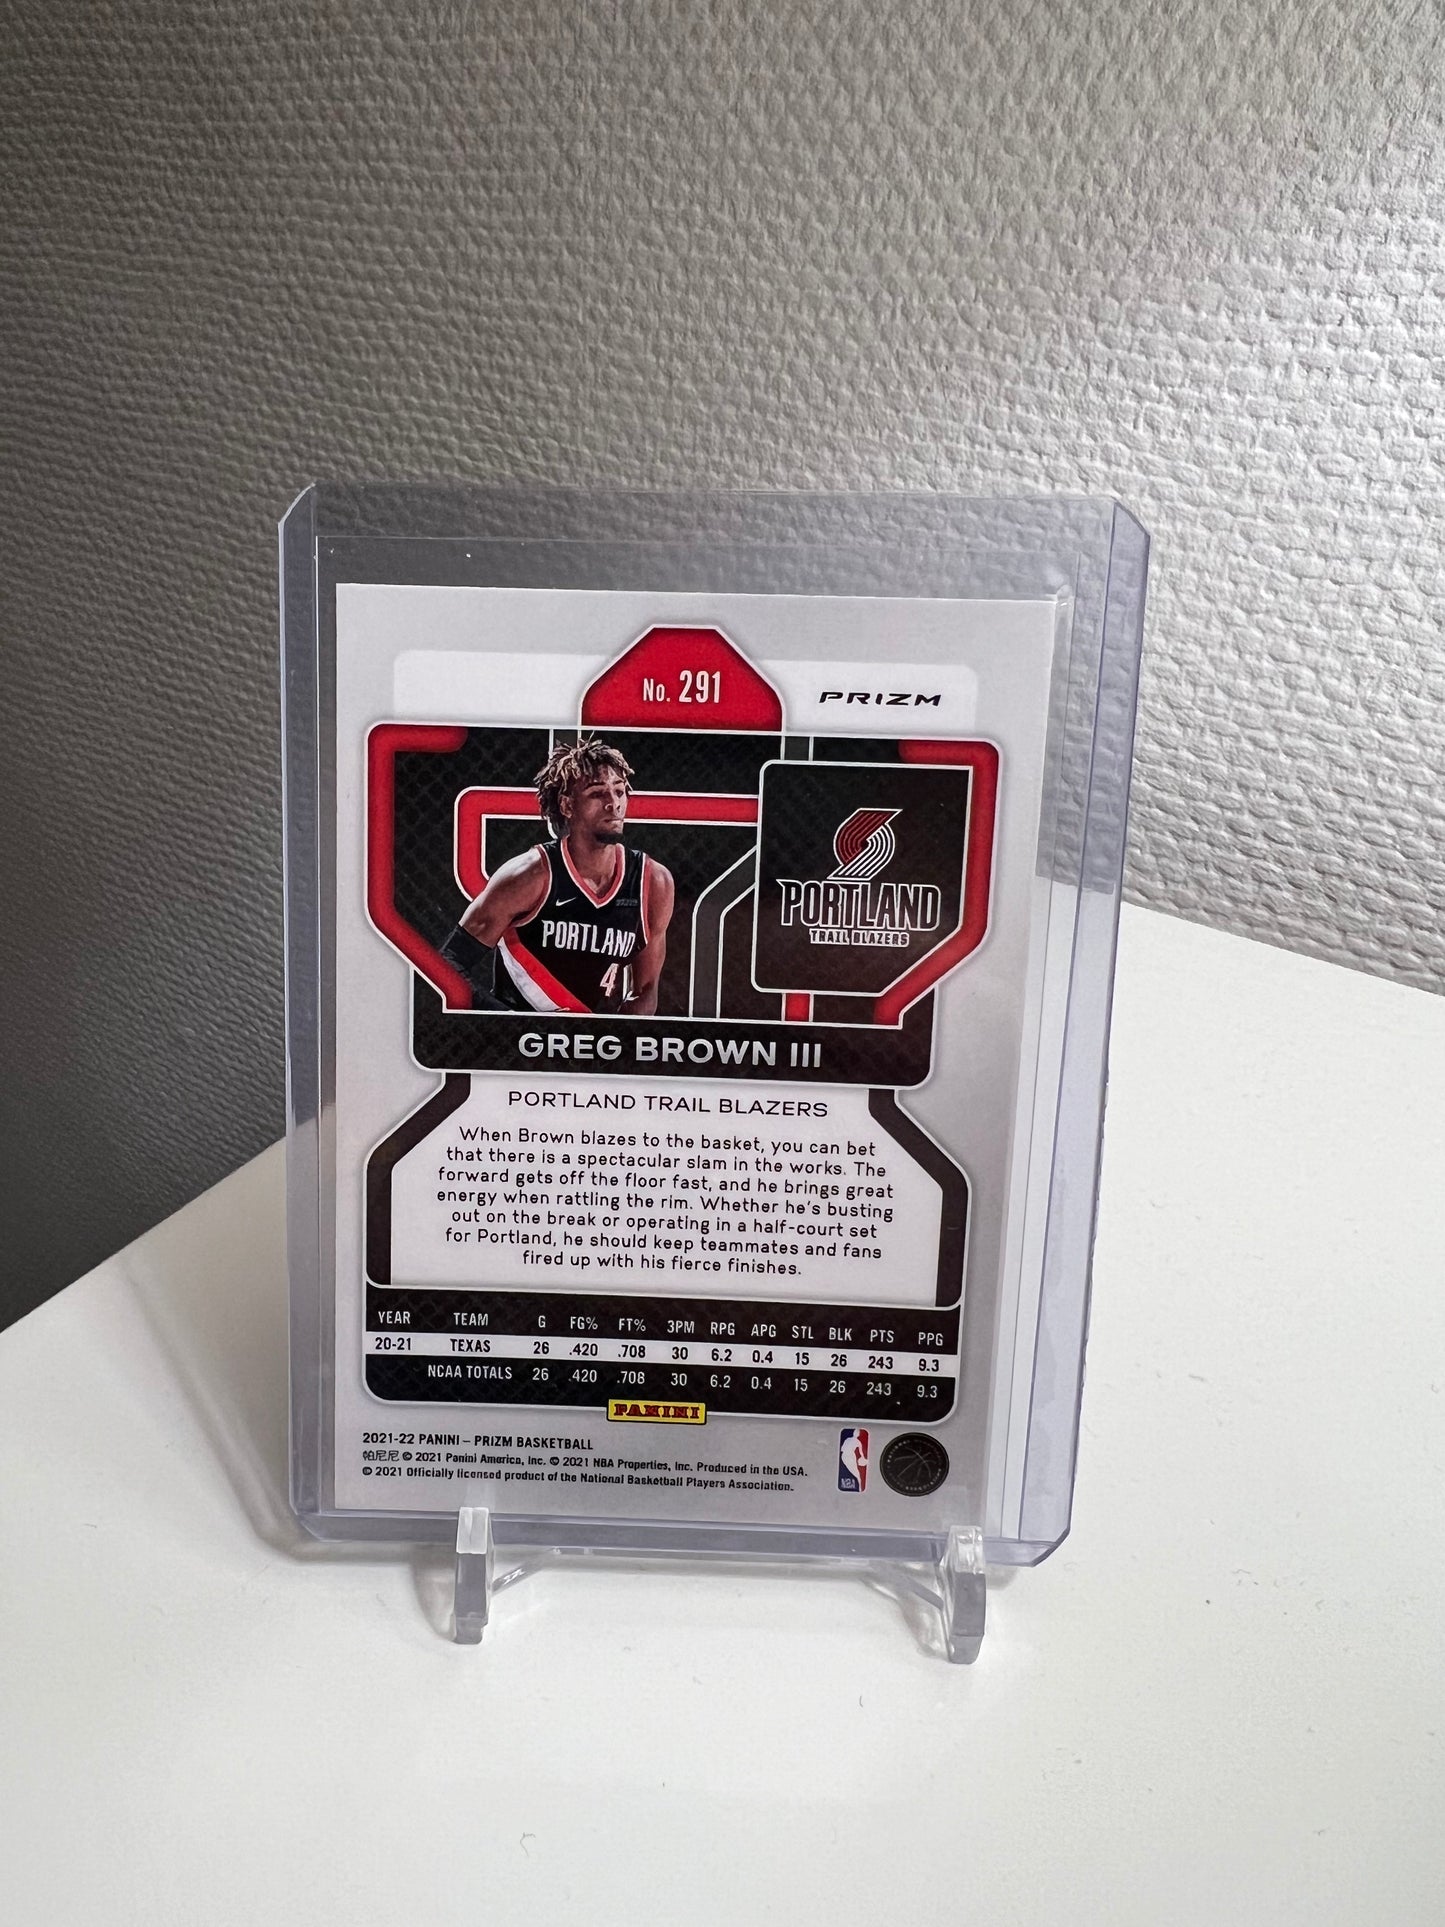 No. 291
PRIZM
PORTLAND
TRAIL BLAZERS
PORTLAND
4
GREG BROWN III
PORTLAND TRAIL BLAZERS
When Brown blazes to the basket, you can bet
that there is a spectacular slam in the works. The
forward gets off the floor fast, and he brings great
energy when rattling the rim. Whether he's busting
out on the break or operating in a half-court set
for Portland, he should keep teammates and fans
fired up with his fierce finishes.
YEAR TEAM G FG% FT% 3PM RPG APG STL BLK PTS PPG
20-21 TEXAS 26 .420 .708 30 6.2 0.4 15 26 243 9.3
NCAA TOTALS 26 .420 .708 30 6.2 0.4 15 26 243 9.3
PANINI
2021-22 PANINI – PRIZM BASKETBALL
帕尼尼 © 2021 Panini America, Inc. © 2021 NBA Properties, Inc. Produced in the USA.
© 2021 Officially licensed product of the National Basketball Players Association.
NBA